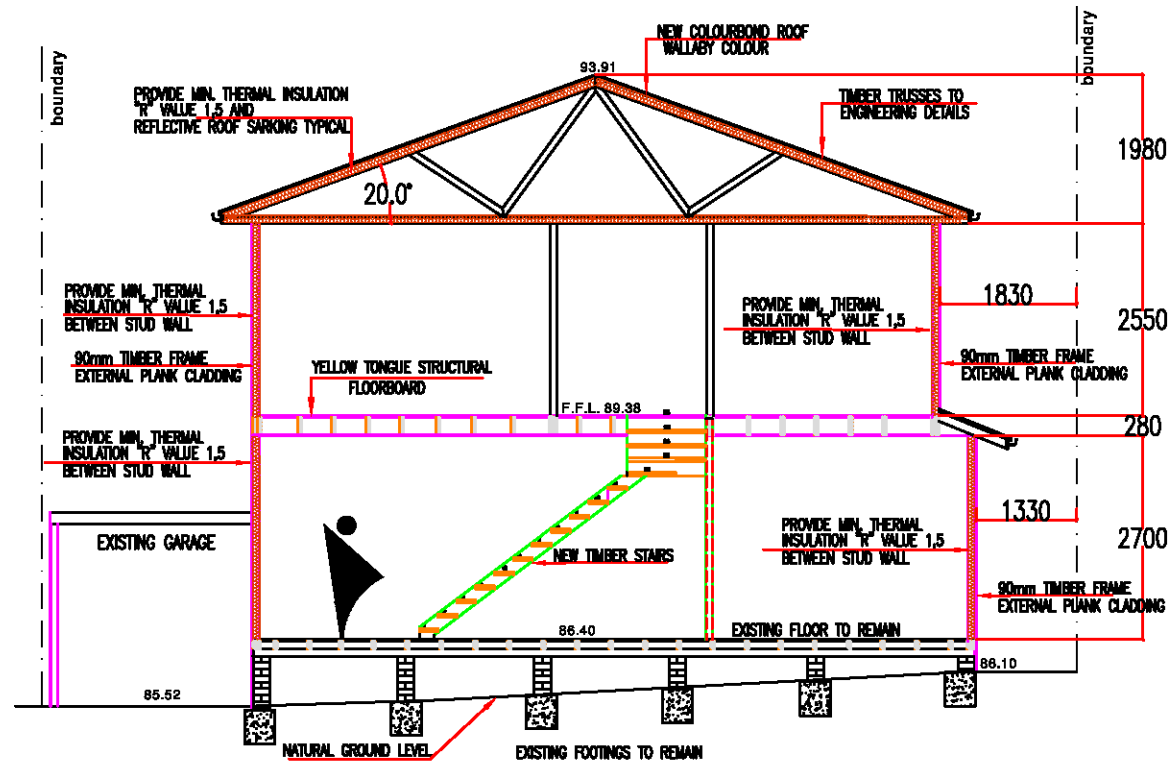 boundary
NEW COLOURBOND ROOF
WALLABY COLOUR
boundary
93.91
PROVIDE MIN. THERMAL INSULATION
"R" VALUE 1,5 AND
REFLECTIVE ROOF SARKING TYPICAL
TIMBER TRUSSES TO
ENGINEERING DETAILS
1980
20.0°
PROVIDE MIN, THERMAL
INSULATION "R" VALUE 1,5
BETWEEN STUD WALL
1830
PROVIDE MIN, THERMAL
INSULATION "R" VALUE 1,5
BETWEEN STUD WALL
2550
90mm TIMBER FRAME
EXTERNAL PLANK CLADDING
90mm TIMBER FRAME
EXTERNAL PLANK CLADDING
YELLOW TONGUE STRUCTURAL
FLOORBOARD
F.F.L. 89.38
280
PROVIDE MIN, THERMAL
INSULATION "R" VALUE 1,5
BETWEEN STUD WALL
1330
PROVIDE MIN, THERMAL
INSULATION "R" VALUE 1,5
BETWEEN STUD WALL
2700
EXISTING GARAGE
NEW TIMBER STAIRS
90mm TIMBER FRAME
EXTERNAL PLANK CLADDING
86.40
EXISTING FLOOR TO REMAIN
86.10
85.52
NATURAL GROUND LEVEL
EXISTING FOOTINGS TO REMAIN